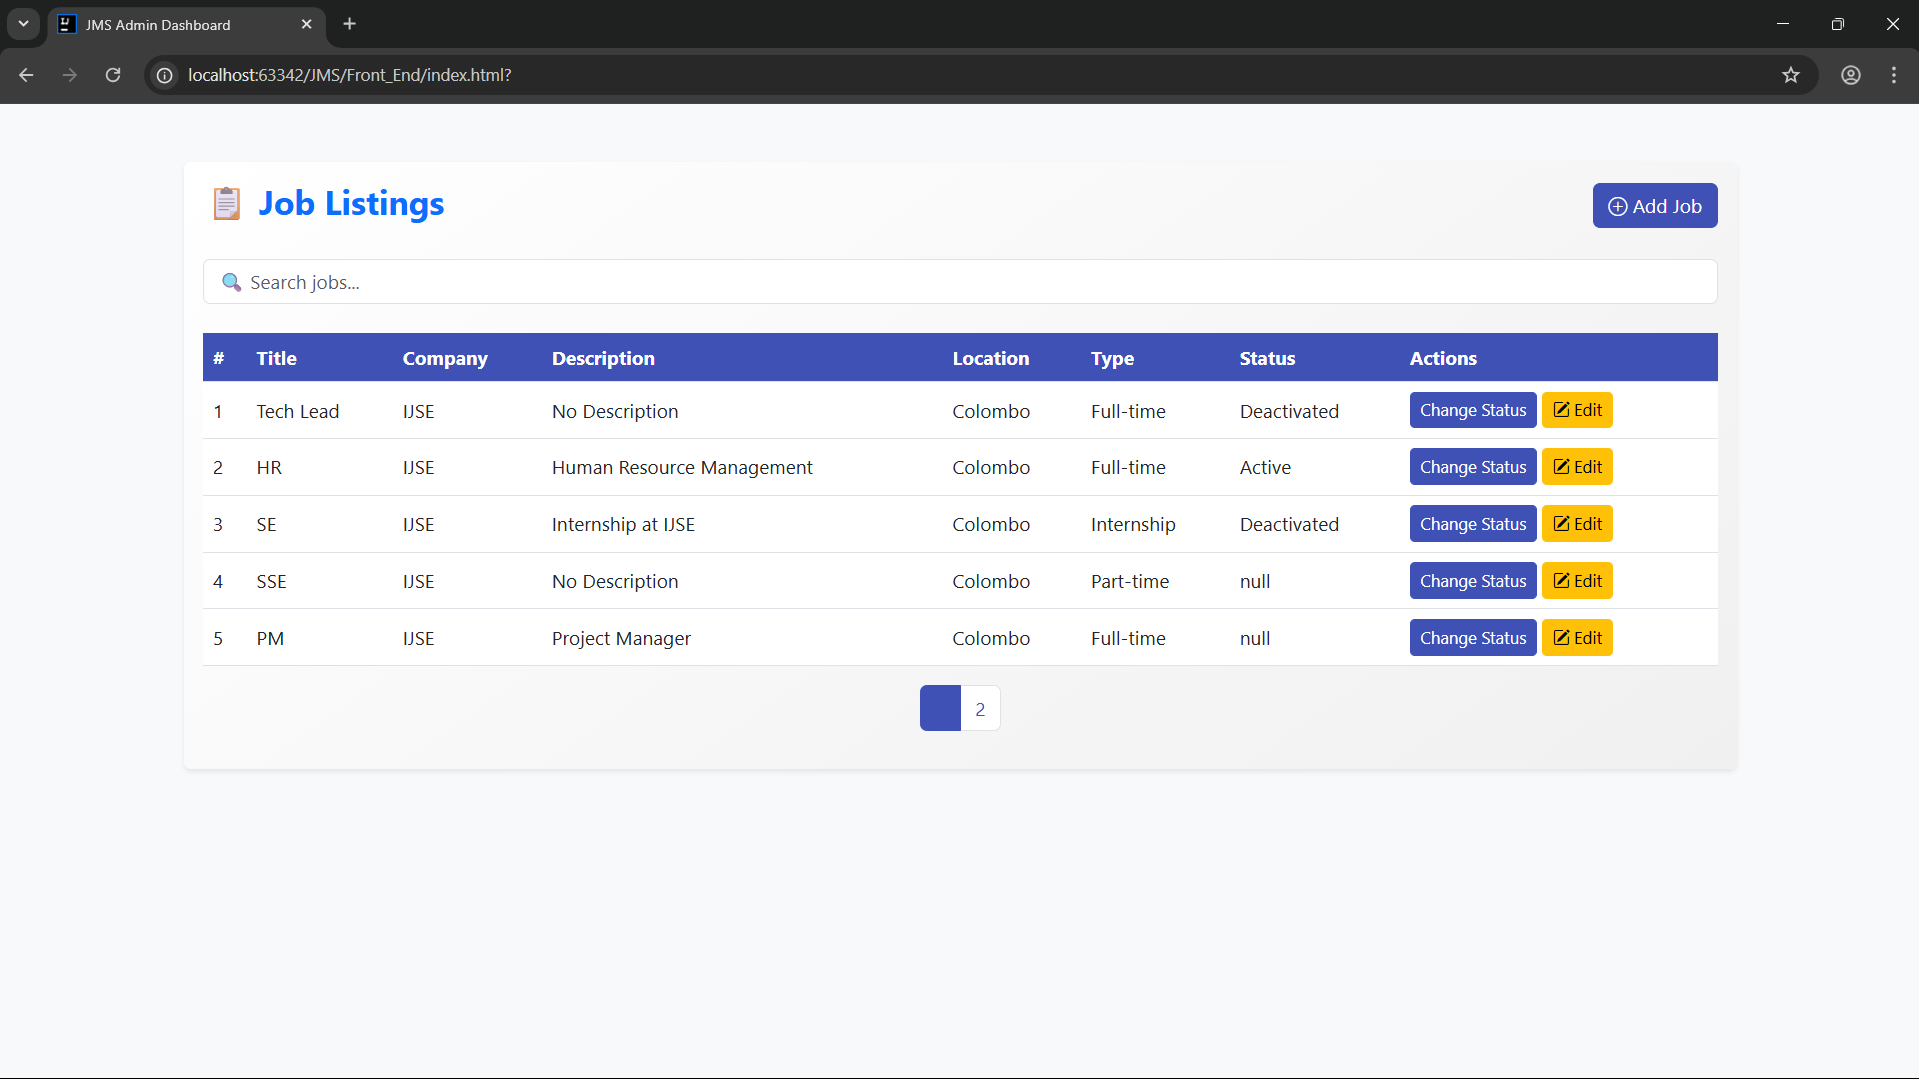 JMS Admin Dashboard
localhost:63342/JMS/Front_End/index.html?
Job Listings
Add Job
Search jobs...
# Title Company Description Location Type Status Actions
1 Tech Lead IJSE No Description Colombo Full-time Deactivated Change Status Edit
2 HR IJSE Human Resource Management Colombo Full-time Active Change Status Edit
3 SE IJSE Internship at IJSE Colombo Internship Deactivated Change Status Edit
4 SSE IJSE No Description Colombo Part-time null Change Status Edit
5 PM IJSE Project Manager Colombo Full-time null Change Status Edit
2